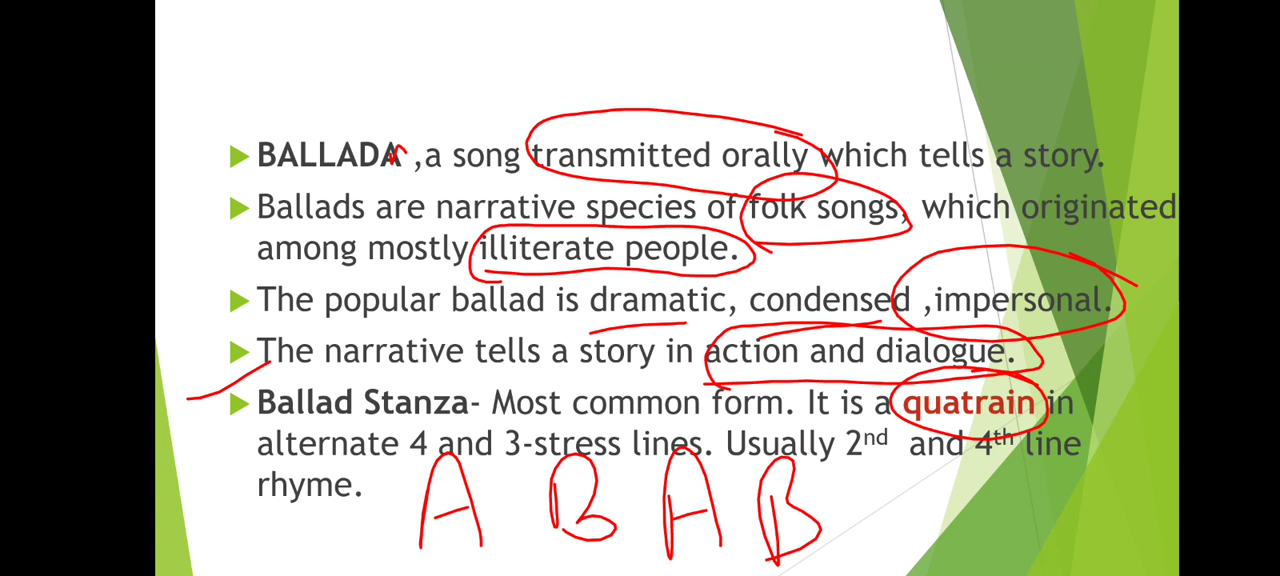 BALLADA ,a song transmitted orally which tells a story.
Ballads are narrative species of folk songs, which originated
among mostly illiterate people.
The popular ballad is dramatic, condensed ,impersonal.
The narrative tells a story in action and dialogue.
Ballad Stanza- Most common form. It is a quatrain in
alternate 4 and 3-stress lines. Usually 2nd and 4th line
rhyme.
A B A B